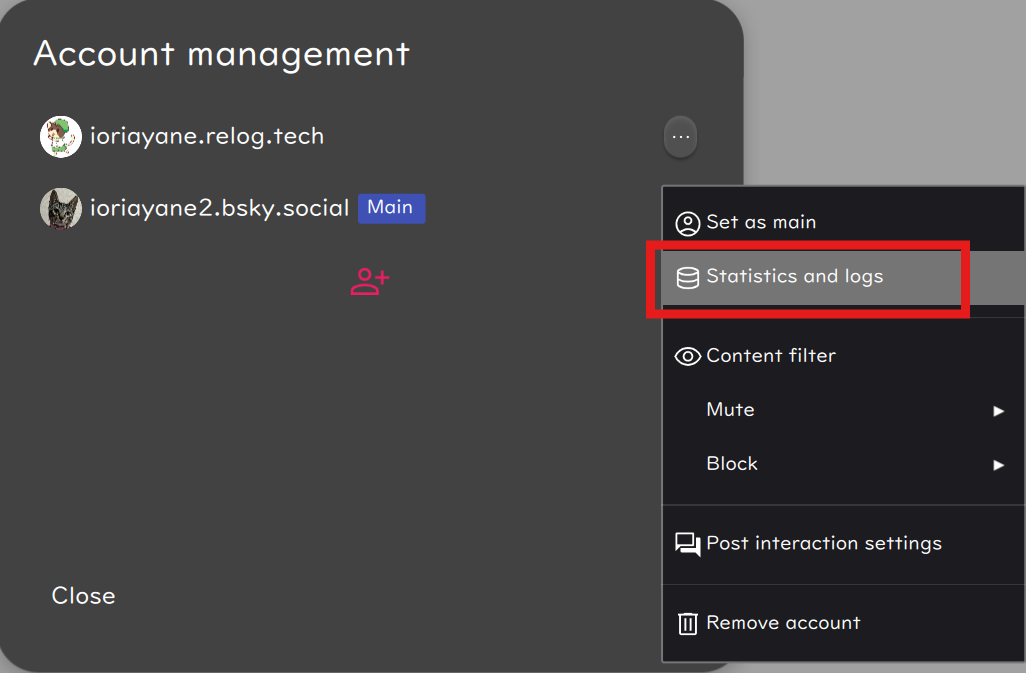 Account management
ioriayane.relog.tech
...
ioriayane2.bsky.social Main
Set as main
Statistics and logs
Content filter
Mute
Block
Post interaction settings
Close
Remove account